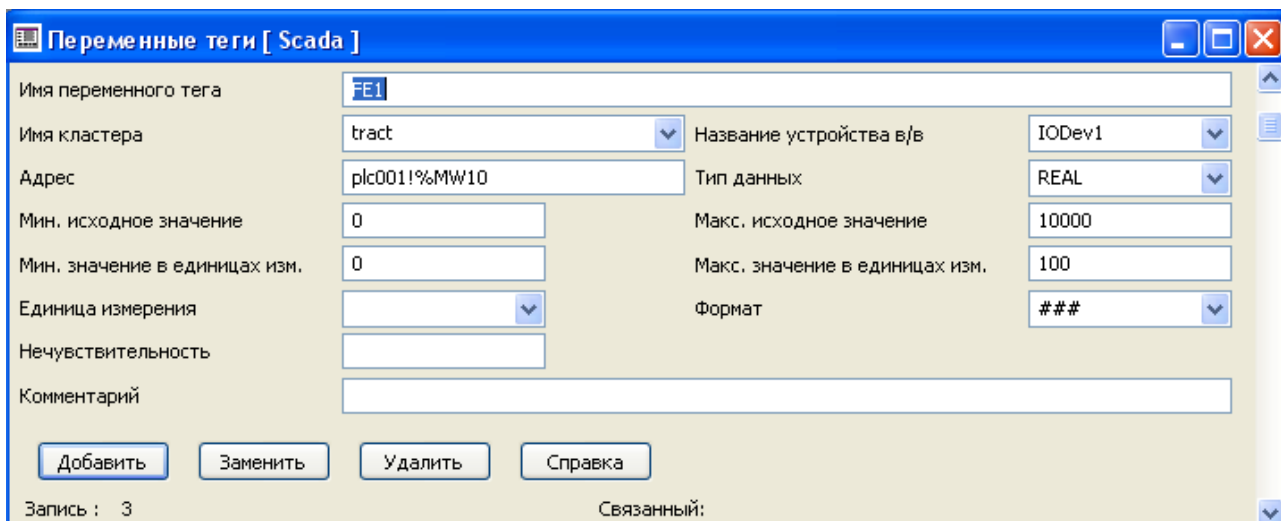 Переменные теги [ Scada ]
Имя переменного тега FE1
Имя кластера tract Название устройства в/в IODev1
Адрес plc001!%MW10 Тип данных REAL
Мин. исходное значение 0 Макс. исходное значение 10000
Мин. значение в единицах изм. 0 Макс. значение в единицах изм. 100
Единица измерения Формат ###
Нечувствительность
Комментарий
Добавить Заменить Удалить Справка
Запись : 3 Связанный: